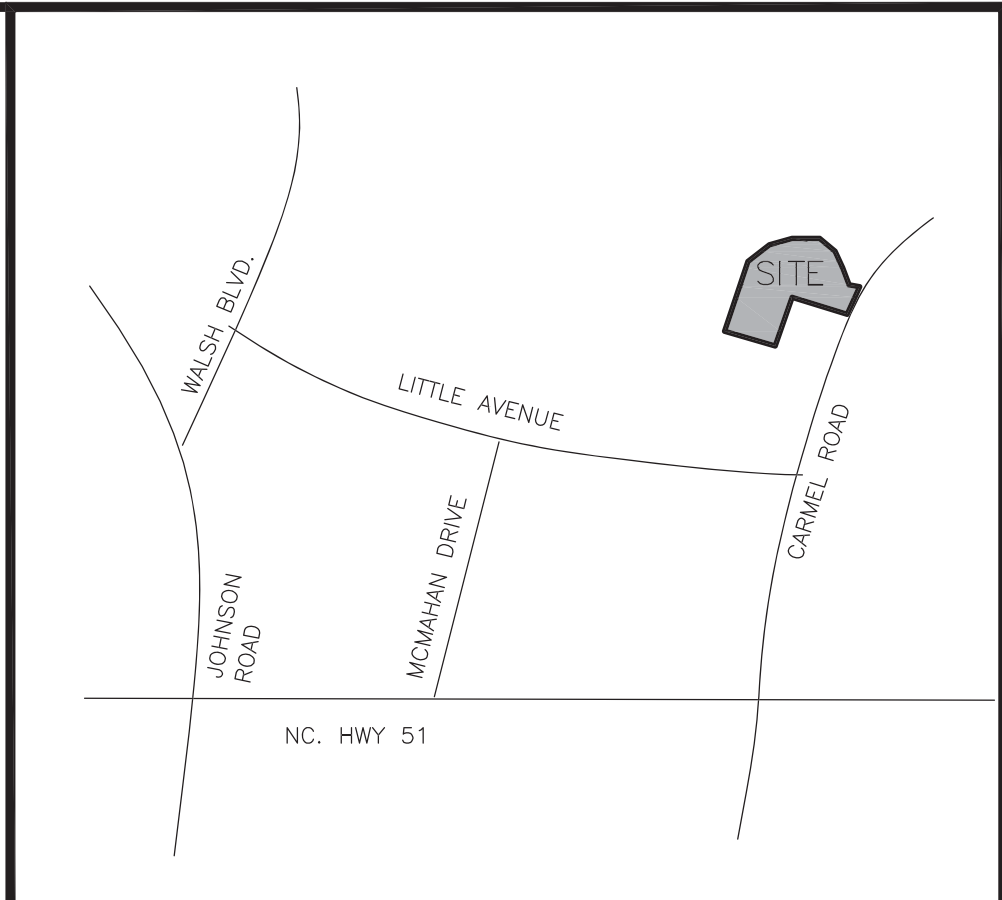 SITE
WALSH BLVD.
LITTLE AVENUE
CARMEL ROAD
MCMAHAN DRIVE
JOHNSON
ROAD
NC. HWY 51